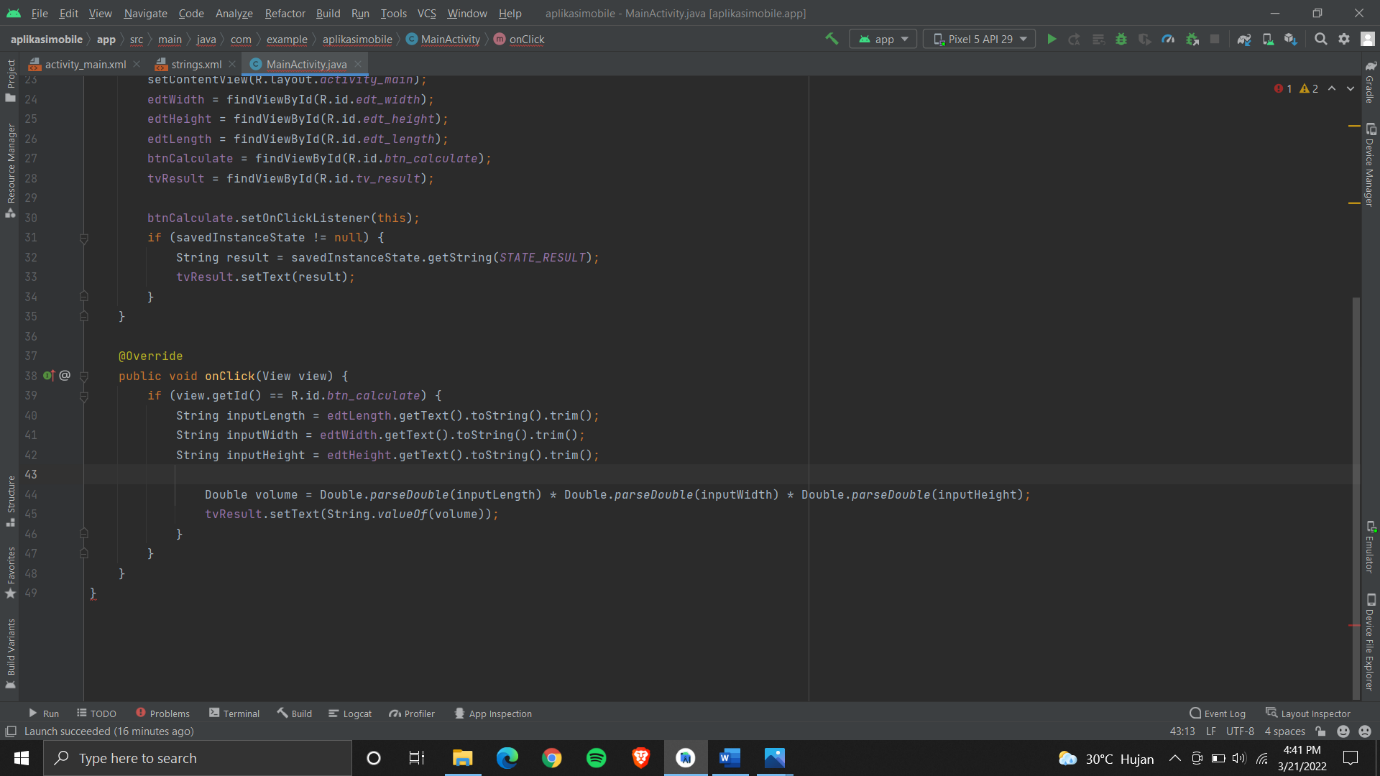 File Edit View Navigate Code Analyze Refactor Build Run Tools VCS Window Help aplikasimobile - MainActivity.java [aplikasimobile.app]
aplikasimobile app src main java com example aplikasimobile MainActivity onClick app Pixel 5 API 29
activity_main.xml strings.xml MainActivity.java
1 2
23 setContentView(R.layout.activity_main);
24 edtWidth = findViewById(R.id.edt_width);
25 edtHeight = findViewById(R.id.edt_height);
26 edtLength = findViewById(R.id.edt_length);
27 btnCalculate = findViewById(R.id.btn_calculate);
28 tvResult = findViewById(R.id.tv_result);
29
30 btnCalculate.setOnClickListener(this);
31 if (savedInstanceState != null) {
32 String result = savedInstanceState.getString(STATE_RESULT);
33 tvResult.setText(result);
34 }
35 }
36
37 @Override
38 public void onClick(View view) {
39 if (view.getId() == R.id.btn_calculate) {
40 String inputLength = edtLength.getText().toString().trim();
41 String inputWidth = edtWidth.getText().toString().trim();
42 String inputHeight = edtHeight.getText().toString().trim();
43
44 Double volume = Double.parseDouble(inputLength) * Double.parseDouble(inputWidth) * Double.parseDouble(inputHeight);
45 tvResult.setText(String.valueOf(volume));
46 }
47 }
48 }
49 }
Project
Resource Manager
Structure
Favorites
Build Variants
Gradle
Device Manager
Emulator
Device File Explorer
Run TODO Problems Terminal Build Logcat Profiler App Inspection Event Log Layout Inspector
Launch succeeded (16 minutes ago) 43:13 LF UTF-8 4 spaces
Type here to search 30°C Hujan 4:41 PM
3/21/2022